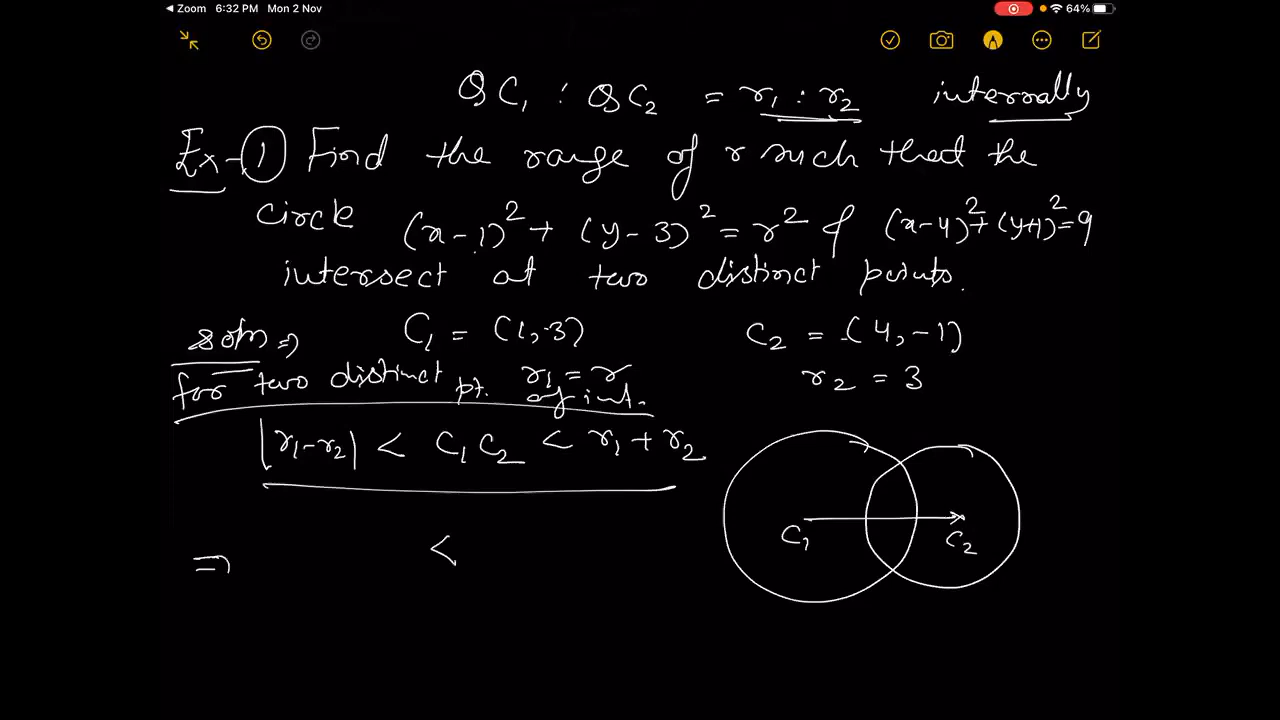 Zoom 6:32 PM Mon 2 Nov 64%
QC₁ : QC₂ = r₁ : r₂ internally
Ex-① Find the range of r such that the
circle (x-1)² + (y-3)² = r² & (x-4)² + (y+1)² = 9
intersect at two distinct points.
soln ⇒ C₁ = (1, 3) C₂ = (4, -1)
r₁ = r r₂ = 3
for two distinct pt. of int.
|r₁-r₂| < C₁C₂ < r₁ + r₂
C₁ C₂
⇒ <